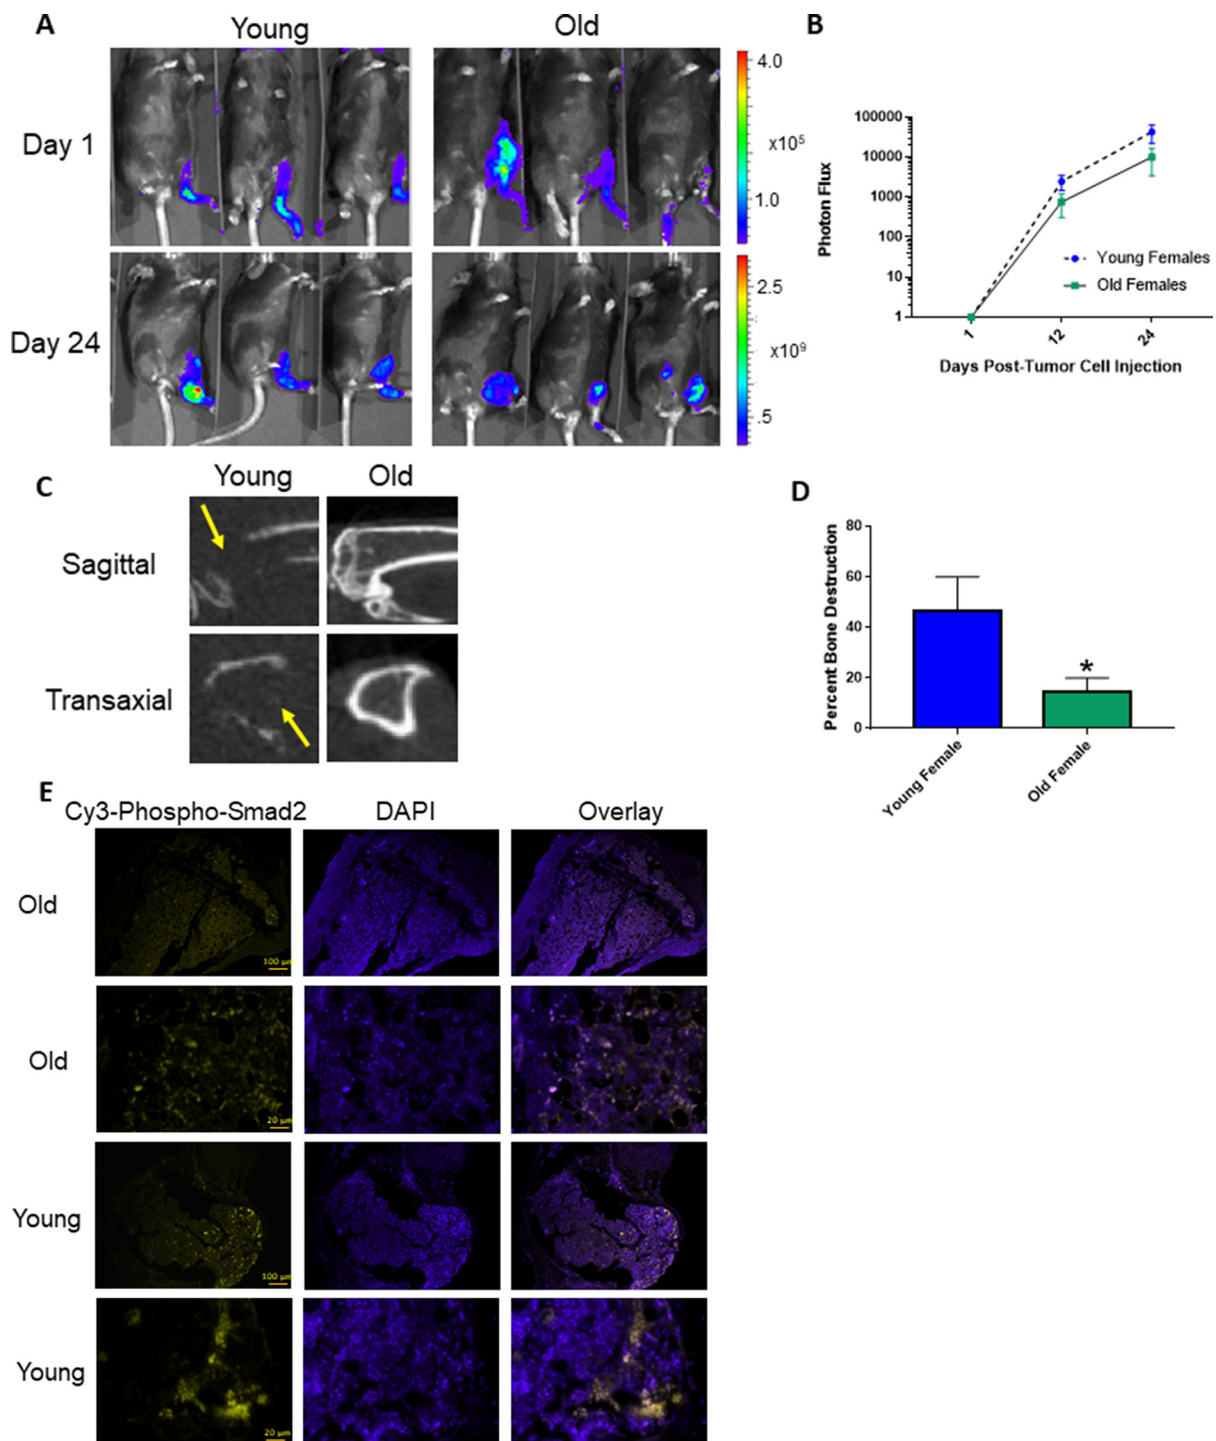 A
Young
Old
Day 1
4.0
x10⁵
1.0
Day 24
2.5
x10⁹
.5
B
100000
10000
1000
100
10
1
Photon Flux
Young Females
Old Females
1
12
24
Days Post-Tumor Cell Injection
C
Young
Old
Sagittal
Transaxial
D
80
60
40
20
0
Percent Bone Destruction
*
Young Female
Old Female
E
Cy3-Phospho-Smad2
DAPI
Overlay
Old
100 µm
Old
20 µm
Young
100 µm
Young
20 µm